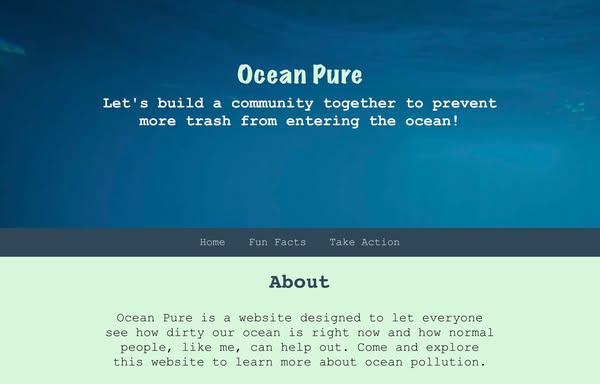 Ocean Pure
Let's build a community together to prevent
more trash from entering the ocean!
Home Fun Facts Take Action
About
Ocean Pure is a website designed to let everyone
see how dirty our ocean is right now and how normal
people, like me, can help out. Come and explore
this website to learn more about ocean pollution.